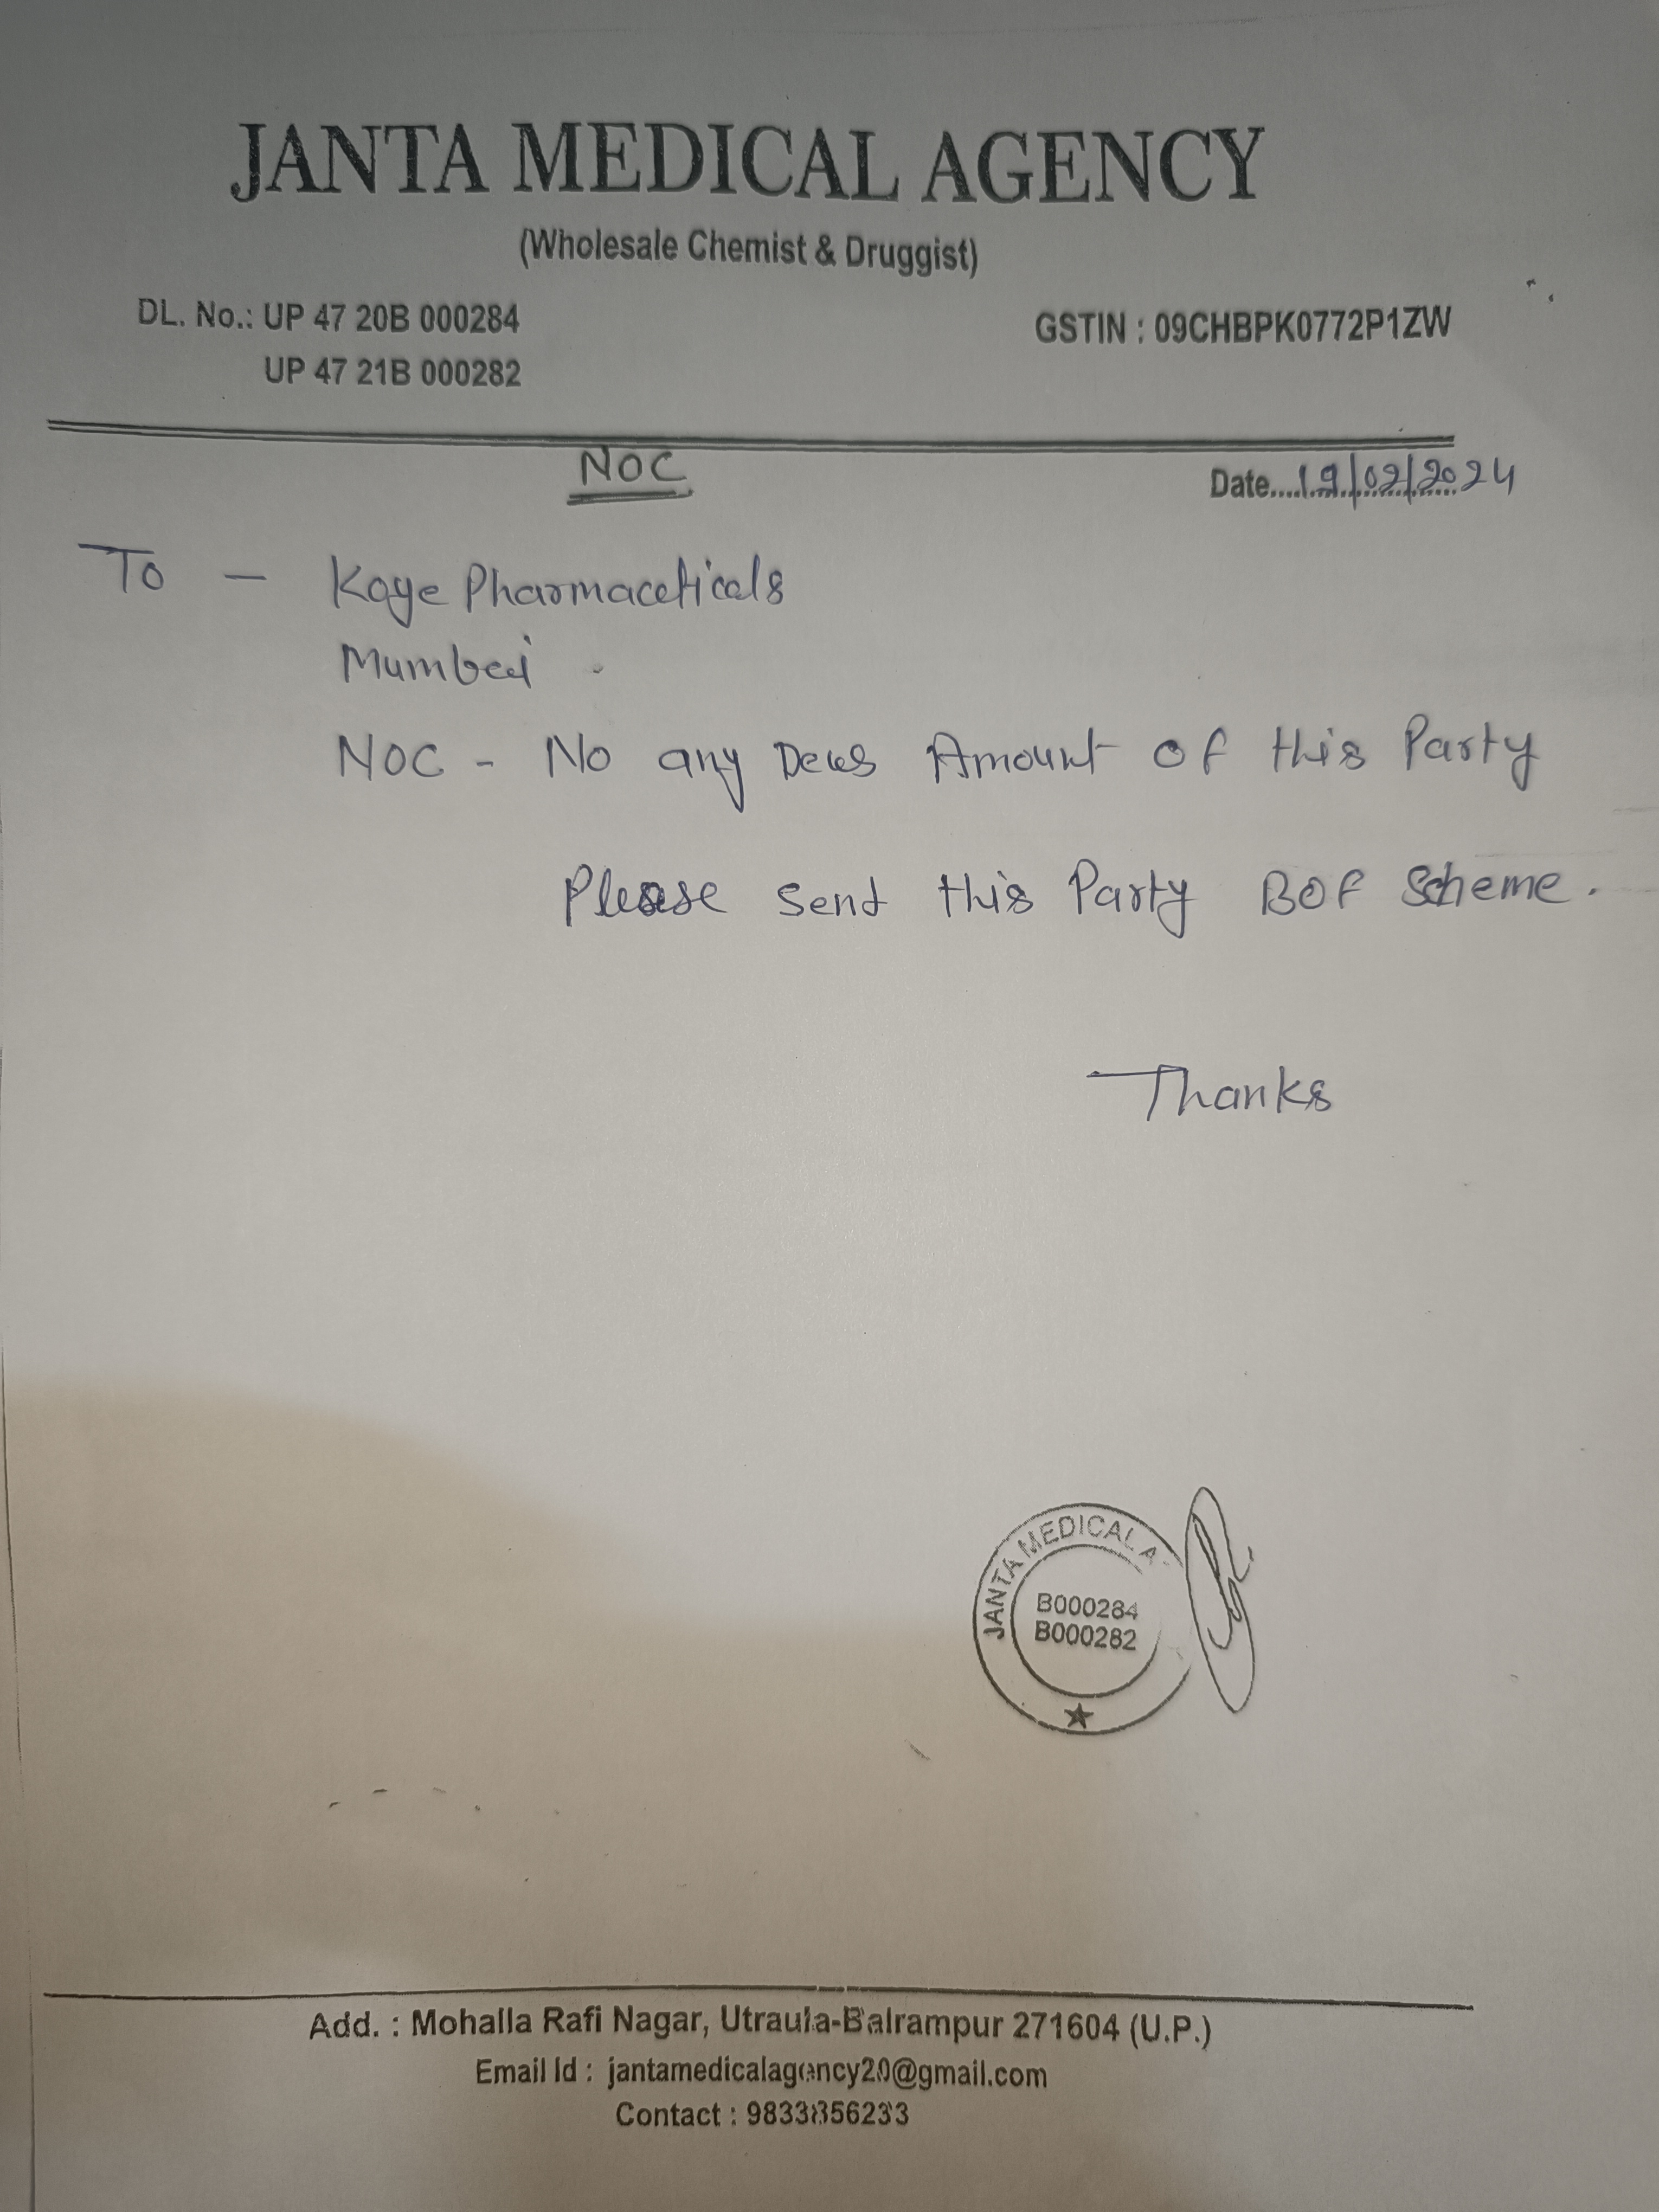 JANTA MEDICAL AGENCY
(Wholesale Chemist & Druggist)
DL. No.: UP 47 20B 000284
GSTIN : 09CHBPK0772P1ZW
UP 47 21B 000282
NOC
Date....19/02/2024
To - Kaye Pharmaceticals
Mumbai
NOC - No any Deus Amount of this Party
Please sent this Party BOF Scheme.
Thanks
JANTA MEDICAL A
B000284
B000282
Add. : Mohalla Rafi Nagar, Utraula-Balrampur 271604 (U.P.)
Email Id : jantamedicalagency20@gmail.com
Contact : 9833856233